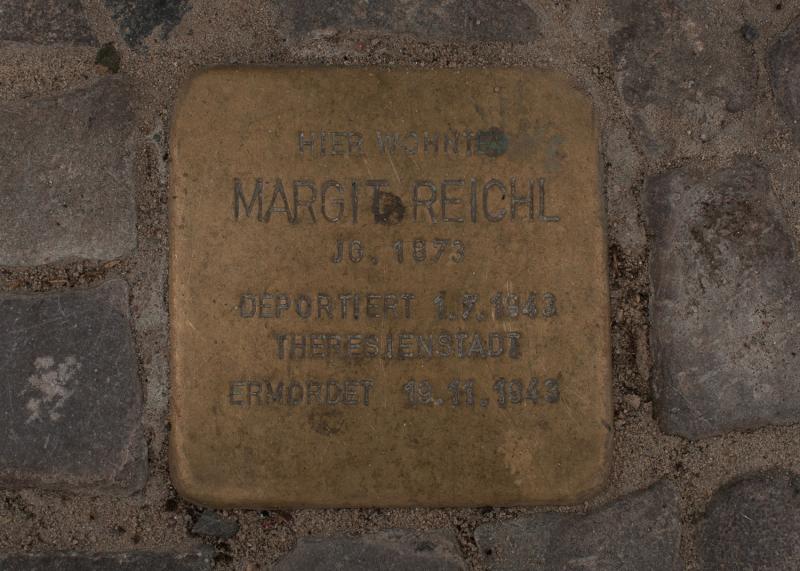 HIER WOHNTE
MARGIT REICHL
JG. 1873
DEPORTIERT 1.7.1943
THERESIENSTADT
ERMORDET 19.11.1943